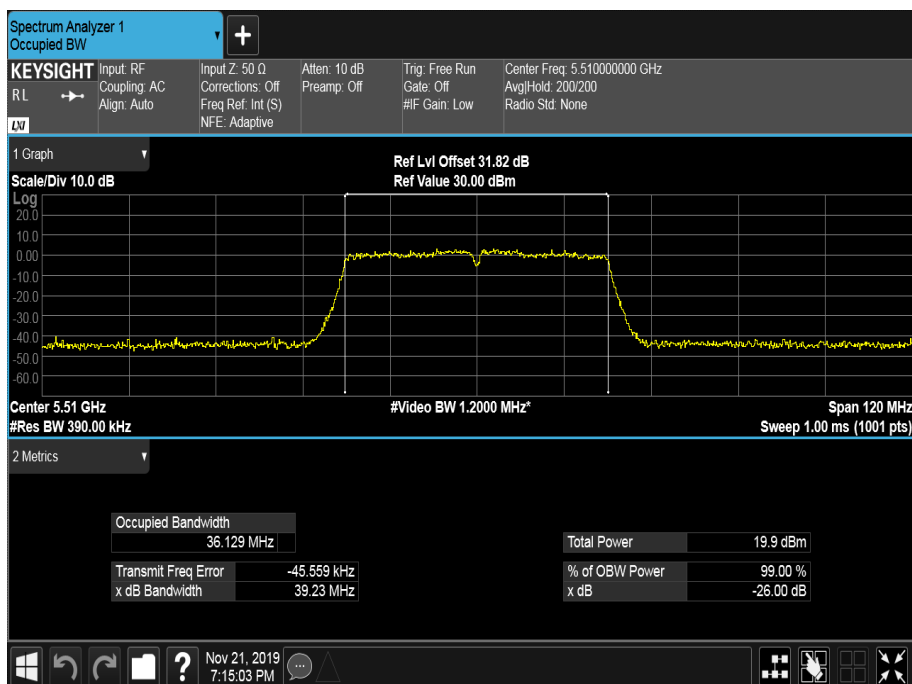 Spectrum Analyzer 1
Occupied BW
KEYSIGHT
R L
LXI
Input: RF
Coupling: AC
Align: Auto
Input Z: 50 Ω
Corrections: Off
Freq Ref: Int (S)
NFE: Adaptive
Atten: 10 dB
Preamp: Off
Trig: Free Run
Gate: Off
#IF Gain: Low
Center Freq: 5.510000000 GHz
Avg|Hold: 200/200
Radio Std: None
1 Graph
Scale/Div 10.0 dB
Ref Lvl Offset 31.82 dB
Ref Value 30.00 dBm
Log
20.0
10.0
0.00
-10.0
-20.0
-30.0
-40.0
-50.0
-60.0
Center 5.51 GHz
#Video BW 1.2000 MHz*
Span 120 MHz
#Res BW 390.00 kHz
Sweep 1.00 ms (1001 pts)
2 Metrics
Occupied Bandwidth
36.129 MHz
Transmit Freq Error -45.559 kHz
x dB Bandwidth 39.23 MHz
Total Power 19.9 dBm
% of OBW Power 99.00 %
x dB -26.00 dB
?
Nov 21, 2019
7:15:03 PM